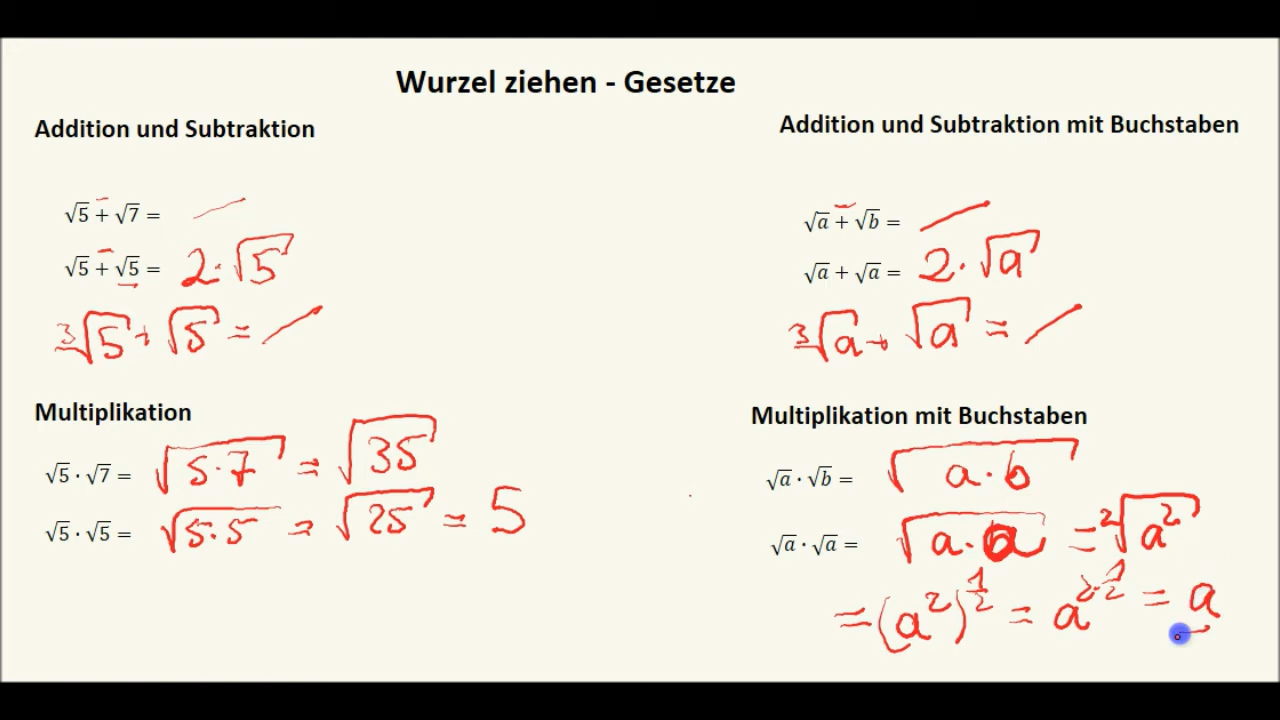 Wurzel ziehen - Gesetze
Addition und Subtraktion
√5 + √7 =
√5 + √5 = 2·√5
³√5 + √5 =
Multiplikation
√5 · √7 = √5·7 = √35
√5 · √5 = √5·5 = √25 = 5
Addition und Subtraktion mit Buchstaben
√a + √b =
√a + √a = 2·√a
³√a + √a =
Multiplikation mit Buchstaben
√a · √b = √a·b
√a · √a = √a·a = ²√a²
= (a²)^1/2 = a^2·1/2 = a